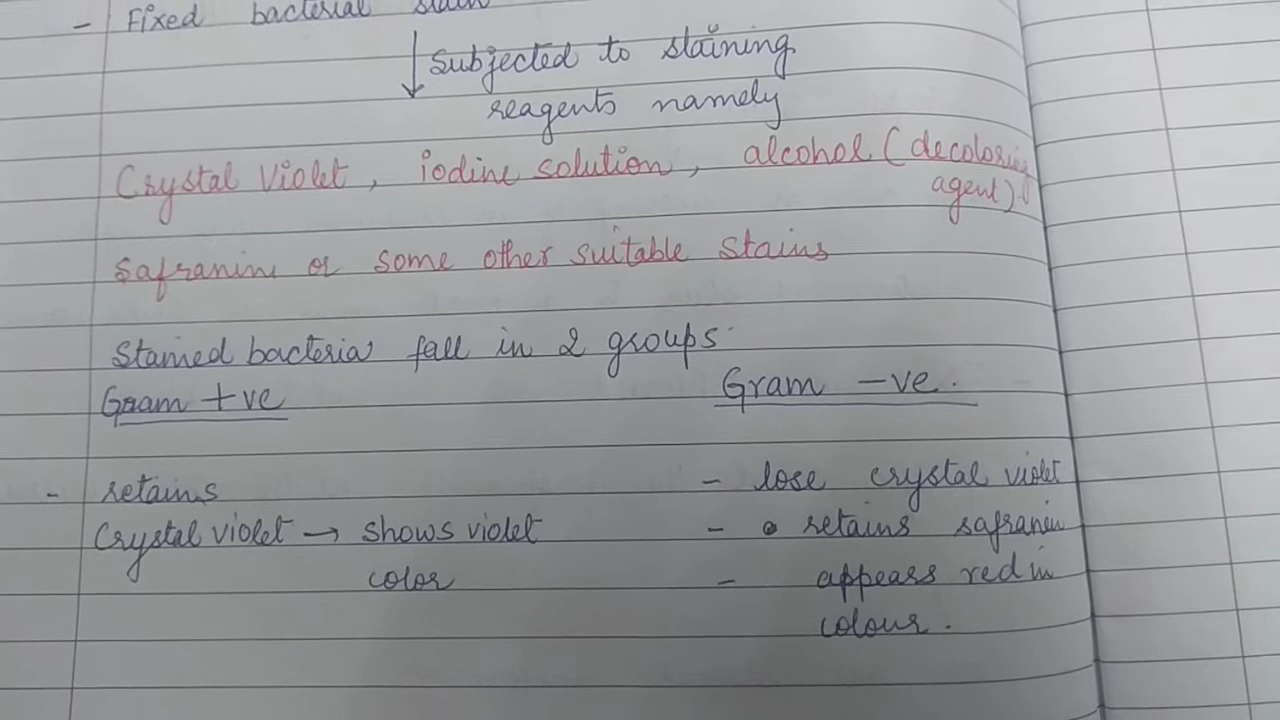 - Fixed bacterial
↓ Subjected to staining
reagents namely
Crystal Violet, iodine solution, alcohol (decoloring
agent).
Safranin or some other suitable stains
Stained bacteria fall in 2 groups.
Gram +ve Gram -ve.
- retains - lose crystal violet
Crystal violet → shows violet - retains safranin
color - appears red in
colour.